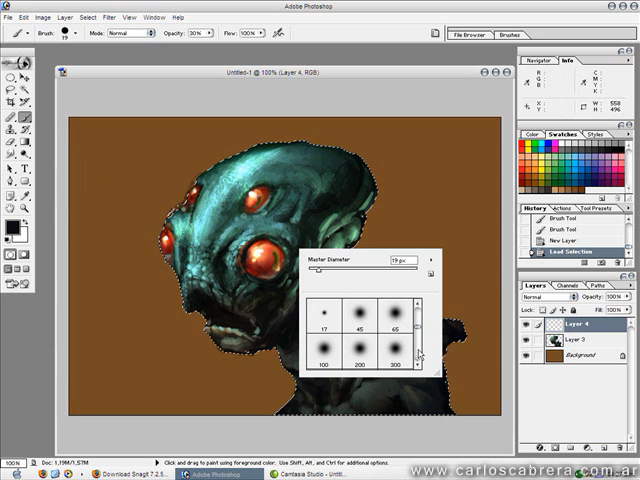 Adobe Photoshop
File Edit Image Layer Select Filter View Window Help
Brush: 19 Mode: Normal Opacity: 30% Flow: 100%
File Browser Brushes
Untitled-1 @ 100% (Layer 4, RGB)
Navigator Info
R : C :
G : M :
B : Y :
K :
X : W : 558
Y : H : 496
Color Swatches Styles
History Actions Tool Presets
Brush Tool
Brush Tool
New Layer
Load Selection
Master Diameter 19 px
17 45 65
100 200 300
Layers Channels Paths
Normal Opacity: 100%
Lock: Fill: 100%
Layer 4
Layer 3
Background
100% Doc: 1,19M/1,57M Click and drag to paint using foreground color. Use Shift, Alt, and Ctrl for additional options.
Download SnagIt 7.2.5... Adobe Photoshop Camtasia Studio - Untitl...
www.carloscabrera.com.ar